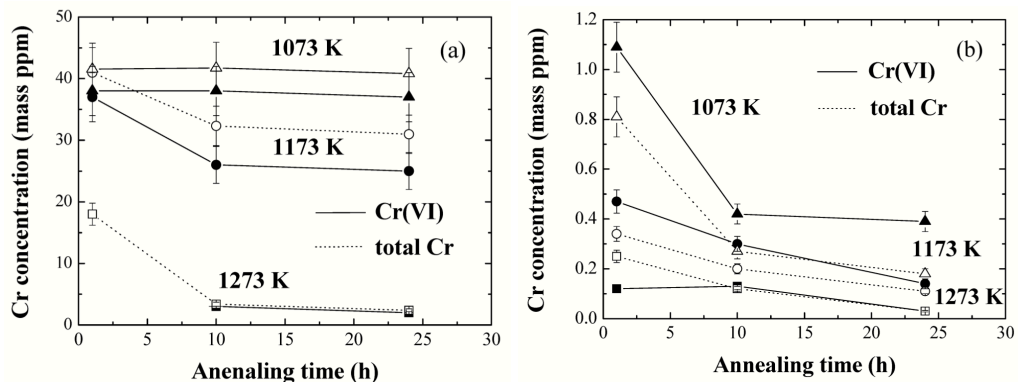 50
40
30
20
10
0
Cr concentration (mass ppm)
(a)
1073 K
1173 K
Cr(VI)
total Cr
1273 K
0 5 10 15 20 25 30
Anenaling time (h)
1.2
1.0
0.8
0.6
0.4
0.2
0.0
Cr concentration (mass ppm)
(b)
Cr(VI)
1073 K
total Cr
1173 K
1273 K
0 5 10 15 20 25 30
Annealing time (h)